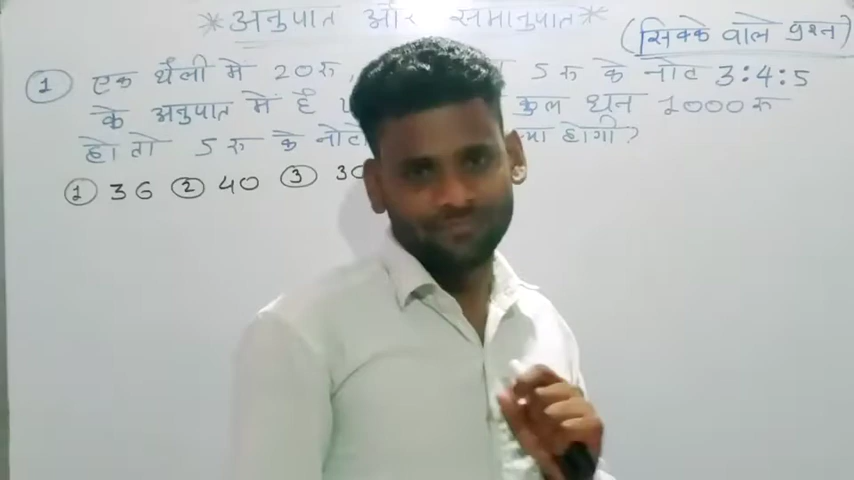 *अनुपात और समानुपात*
(सिक्के वाले प्रश्न)
1 एक थैली में 20रु, 5 रु के नोट 3:4:5
के अनुपात में है कुल धन 1000रु
हो तो 5 रु के नोट होगी?
1 36 2 40 3 30